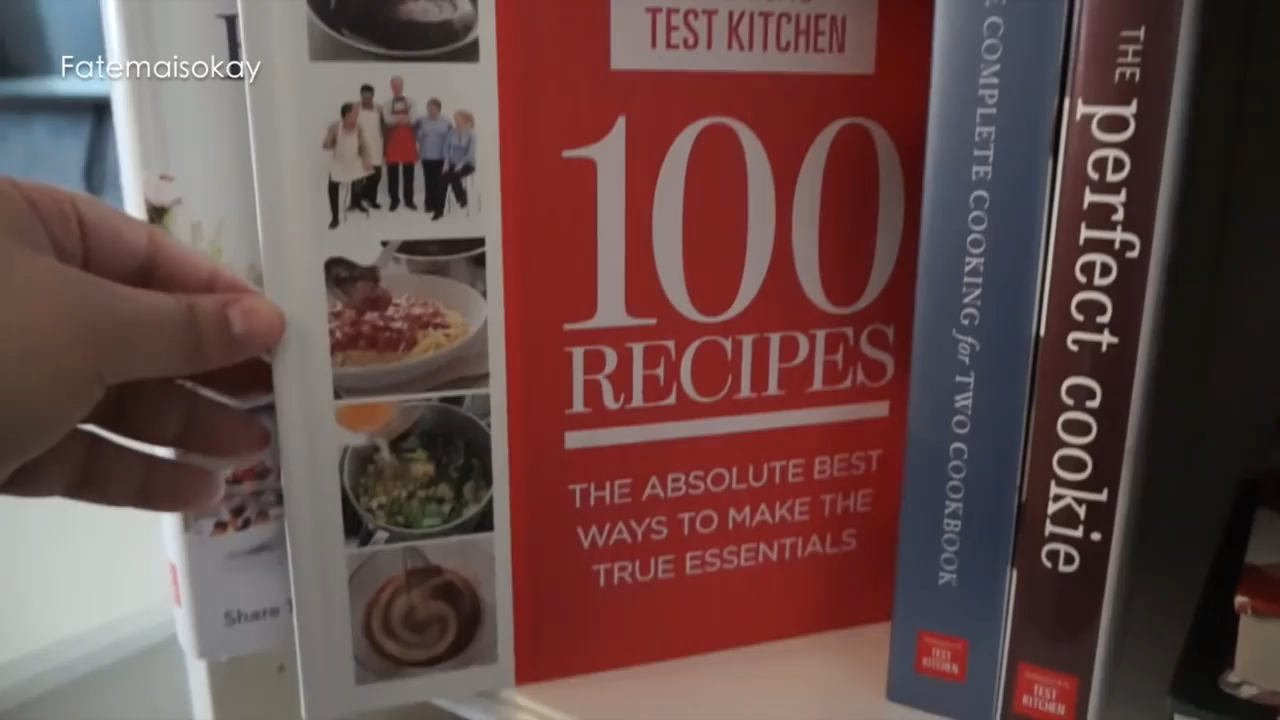 Fatemaisokay
TEST KITCHEN
100
RECIPES
THE ABSOLUTE BEST
WAYS TO MAKE THE
TRUE ESSENTIALS
COMPLETE COOKING for TWO COOKBOOK
TEST
KITCHEN
THE perfect cookie
TEST
KITCHEN
Share